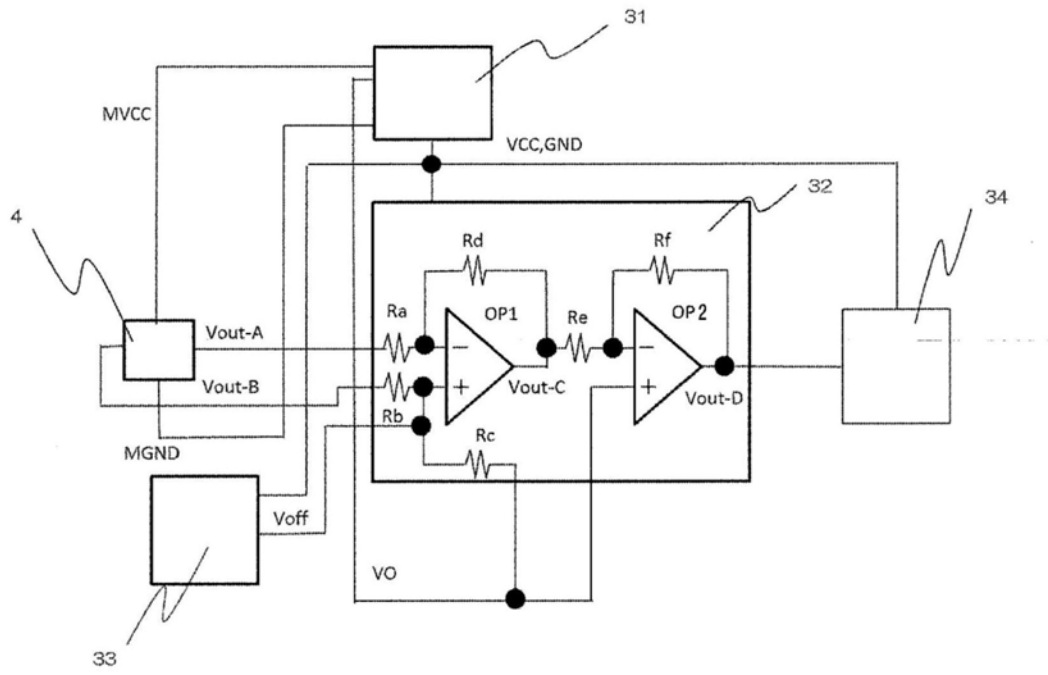 31
MVCC
VCC,GND
32
34
4
Rd
Rf
Ra
OP1
Re
OP2
Vout-A
−
−
Vout-B
+
Vout-C
+
Vout-D
Rb
Rc
MGND
Voff
VO
33